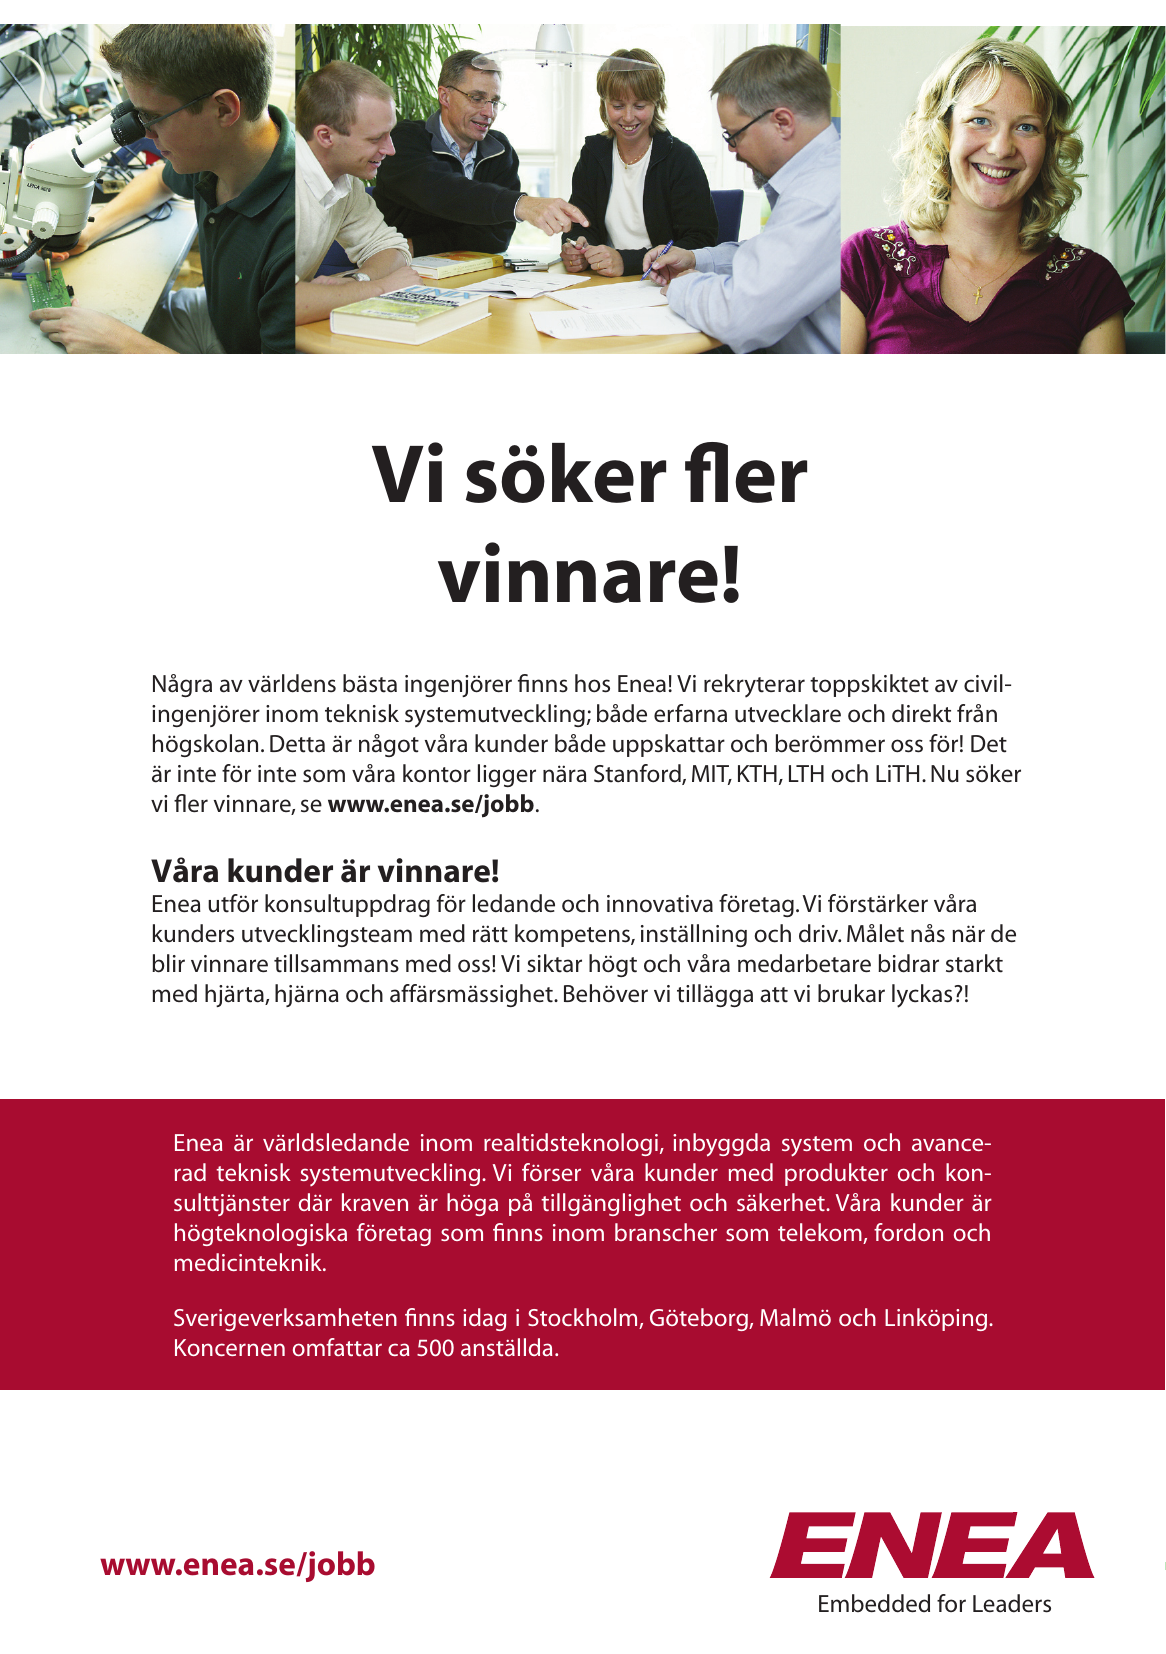 Vi söker fler
vinnare!
Några av världens bästa ingenjörer finns hos Enea! Vi rekryterar toppskiktet av civil-
ingenjörer inom teknisk systemutveckling; både erfarna utvecklare och direkt från
högskolan. Detta är något våra kunder både uppskattar och berömmer oss för! Det
är inte för inte som våra kontor ligger nära Stanford, MIT, KTH, LTH och LiTH. Nu söker
vi fler vinnare, se www.enea.se/jobb.
Våra kunder är vinnare!
Enea utför konsultuppdrag för ledande och innovativa företag. Vi förstärker våra
kunders utvecklingsteam med rätt kompetens, inställning och driv. Målet nås när de
blir vinnare tillsammans med oss! Vi siktar högt och våra medarbetare bidrar starkt
med hjärta, hjärna och affärsmässighet. Behöver vi tillägga att vi brukar lyckas?!
Enea är världsledande inom realtidsteknologi, inbyggda system och avance-
rad teknisk systemutveckling. Vi förser våra kunder med produkter och kon-
sulttjänster där kraven är höga på tillgänglighet och säkerhet. Våra kunder är
högteknologiska företag som finns inom branscher som telekom, fordon och
medicinteknik.
Sverigeverksamheten finns idag i Stockholm, Göteborg, Malmö och Linköping.
Koncernen omfattar ca 500 anställda.
www.enea.se/jobb
ENEA
Embedded for Leaders